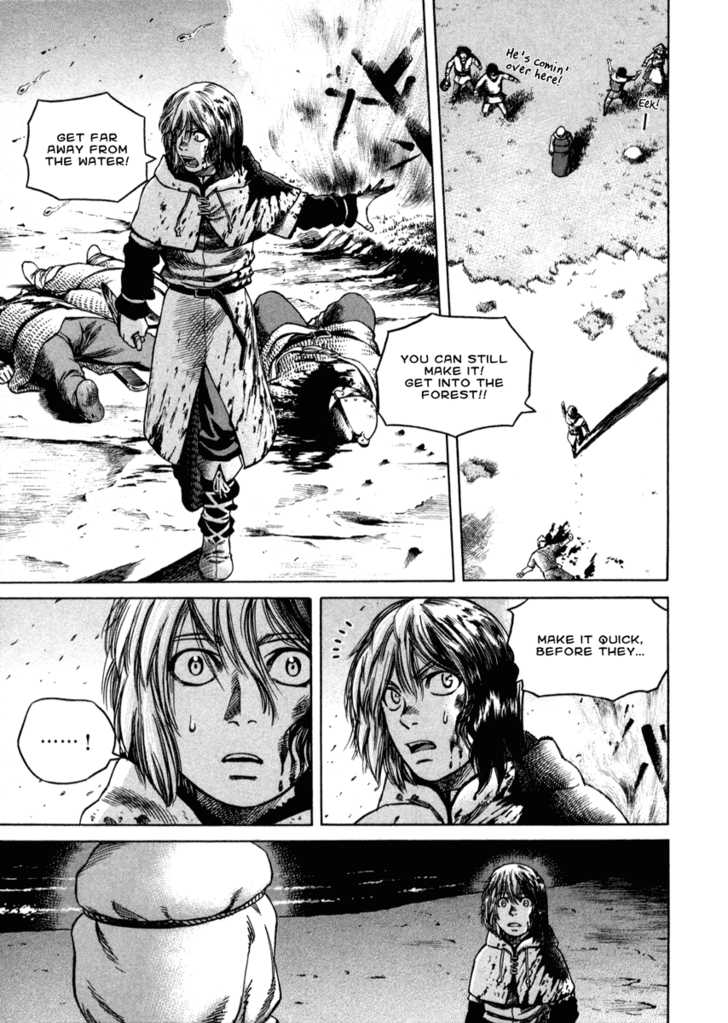 He's comin'
over here!
Eek!
GET FAR
AWAY FROM
THE WATER!
YOU CAN STILL
MAKE IT!
GET INTO THE
FOREST!!
MAKE IT QUICK,
BEFORE THEY...
......!